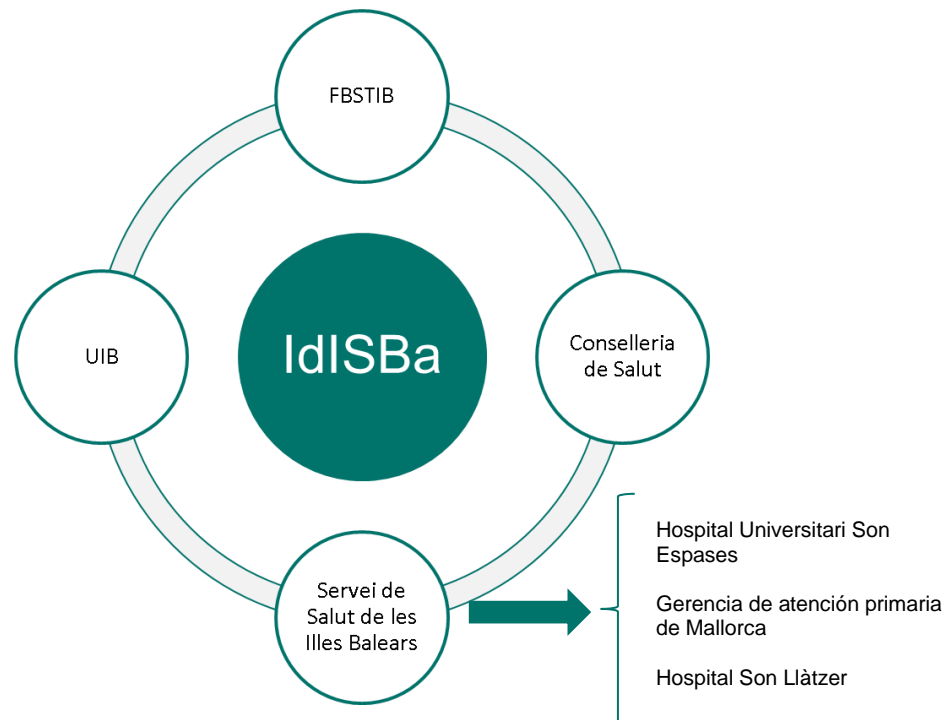 FBSTIB
UIB
IdISBa
Conselleria
de Salut
Servei de
Salut de les
Illes Balears
Hospital Universitari Son
Espases
Gerencia de atención primaria
de Mallorca
Hospital Son Llàtzer